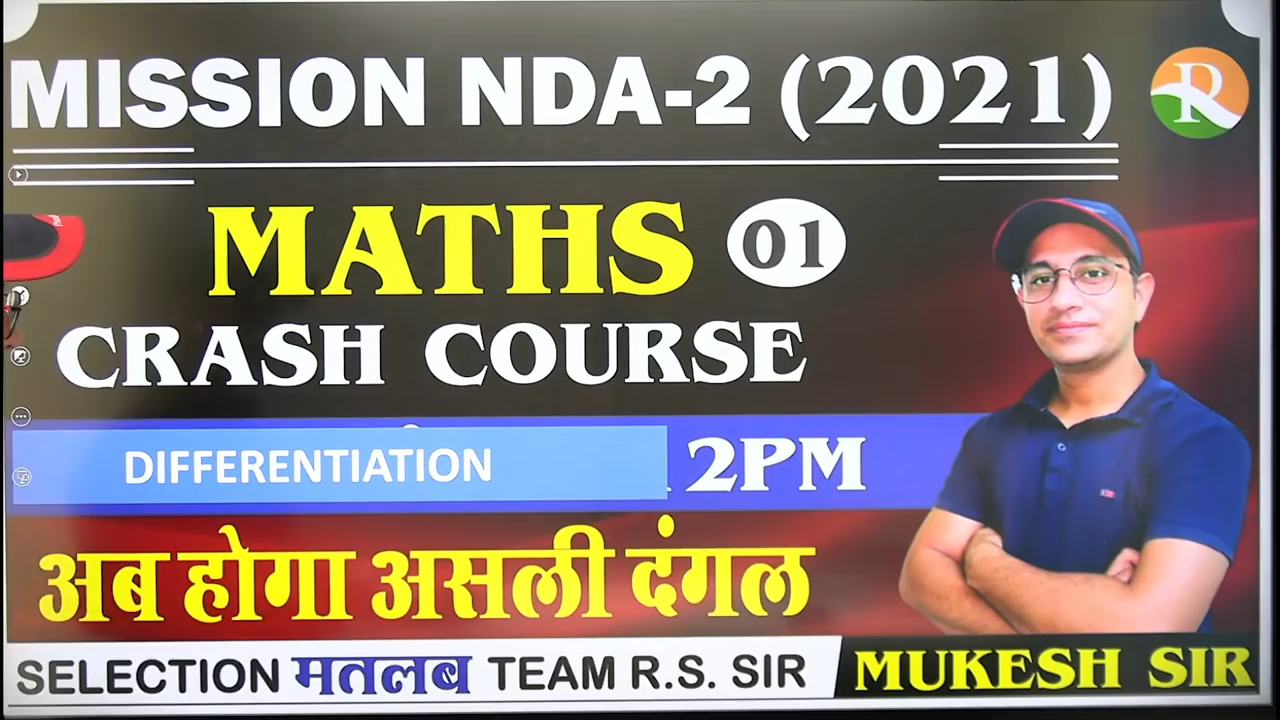 MISSION NDA-2 (2021)
R
MATHS 01
CRASH COURSE
DIFFERENTIATION 2PM
अब होगा असली दंगल
SELECTION मतलब TEAM R.S. SIR
MUKESH SIR